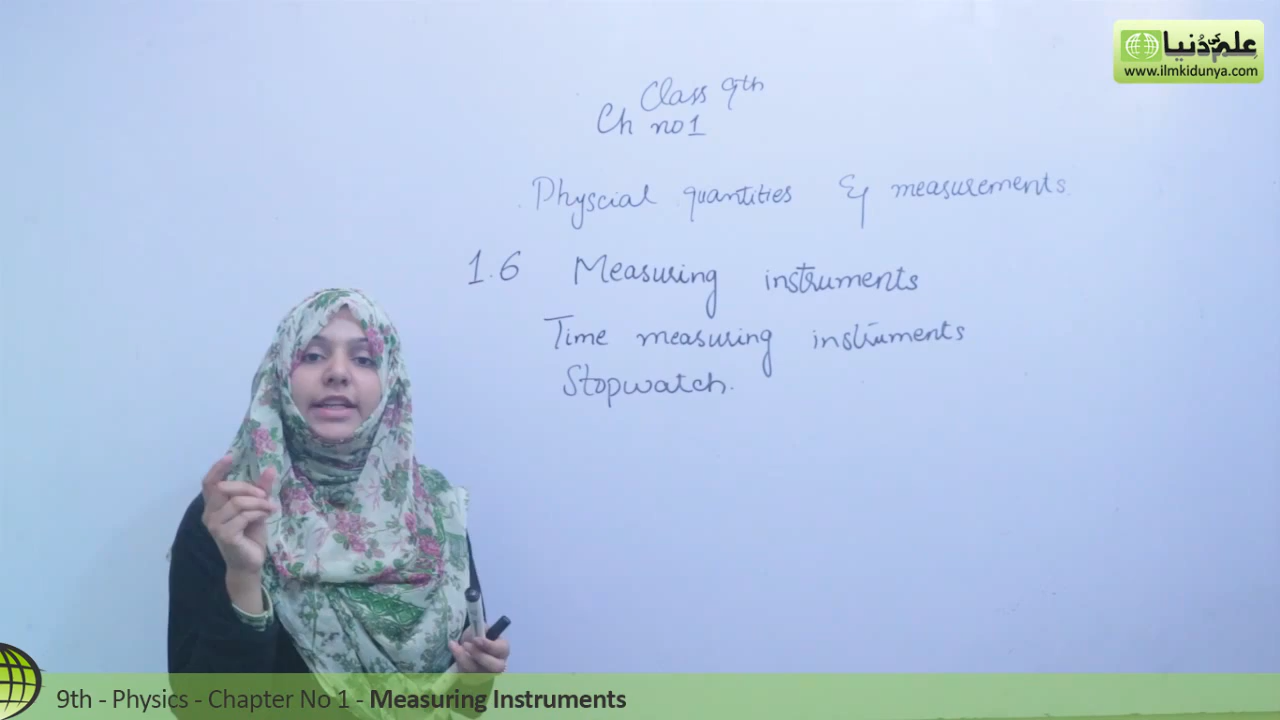 علم کی دُنیا
www.ilmkidunya.com
Class 9th
Ch no 1
Physcial quantities & measurements
1.6 Measuring instruments
Time measuring instruments
Stopwatch.
9th - Physics - Chapter No 1 - Measuring Instruments